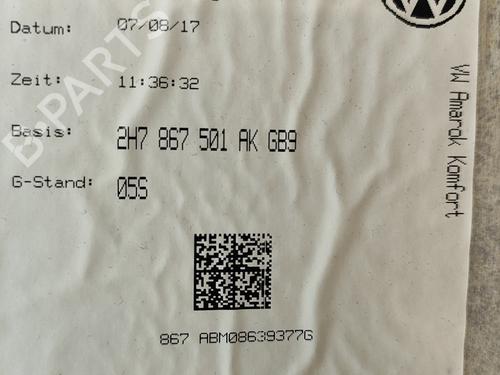 Datum: 07/08/17
Zeit: 11:36:32
Basis: 2H7 867 501 AK GB9
G-Stand: 05S
867 ABM08639377G
VW Amarok Komfort
B-PARTS